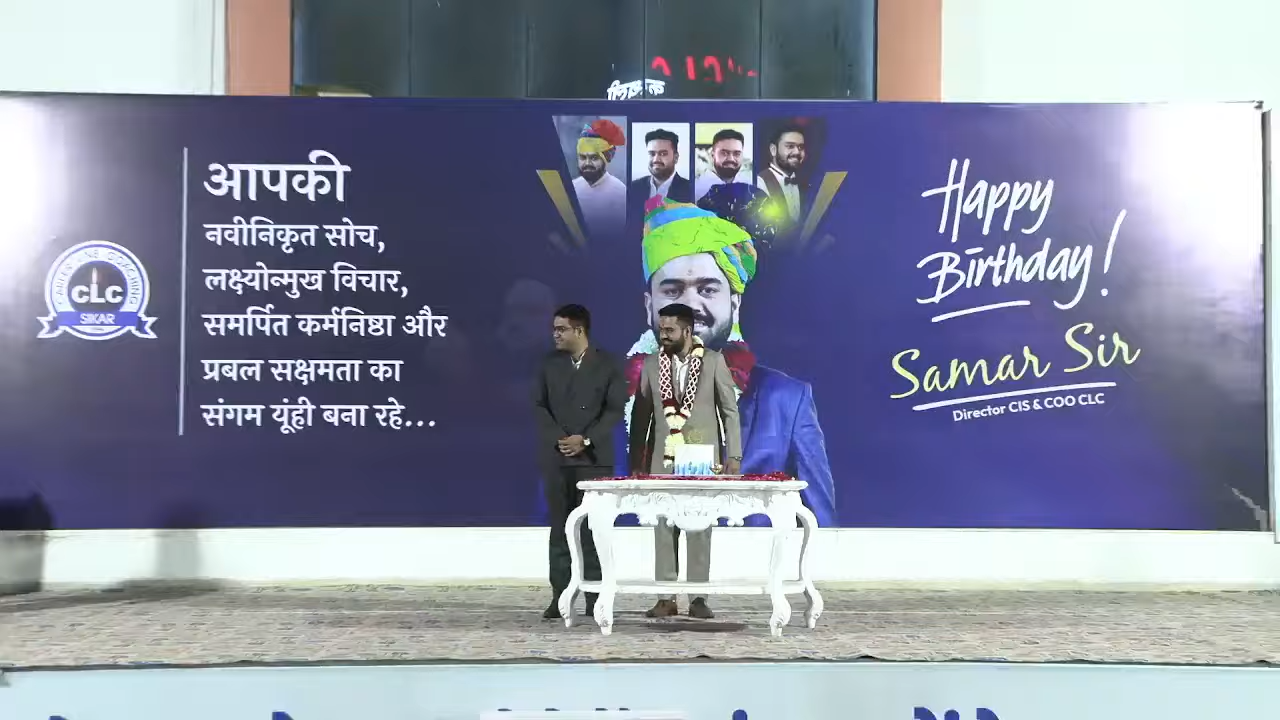 आपकी
नवीनिकृत सोच,
लक्ष्योन्मुख विचार,
समर्पित कर्मनिष्ठा और
प्रबल सक्षमता का
संगम यूंही बना रहे...
CLC
SIKAR
Happy
Birthday!
Samar Sir
Director CIS & COO CLC